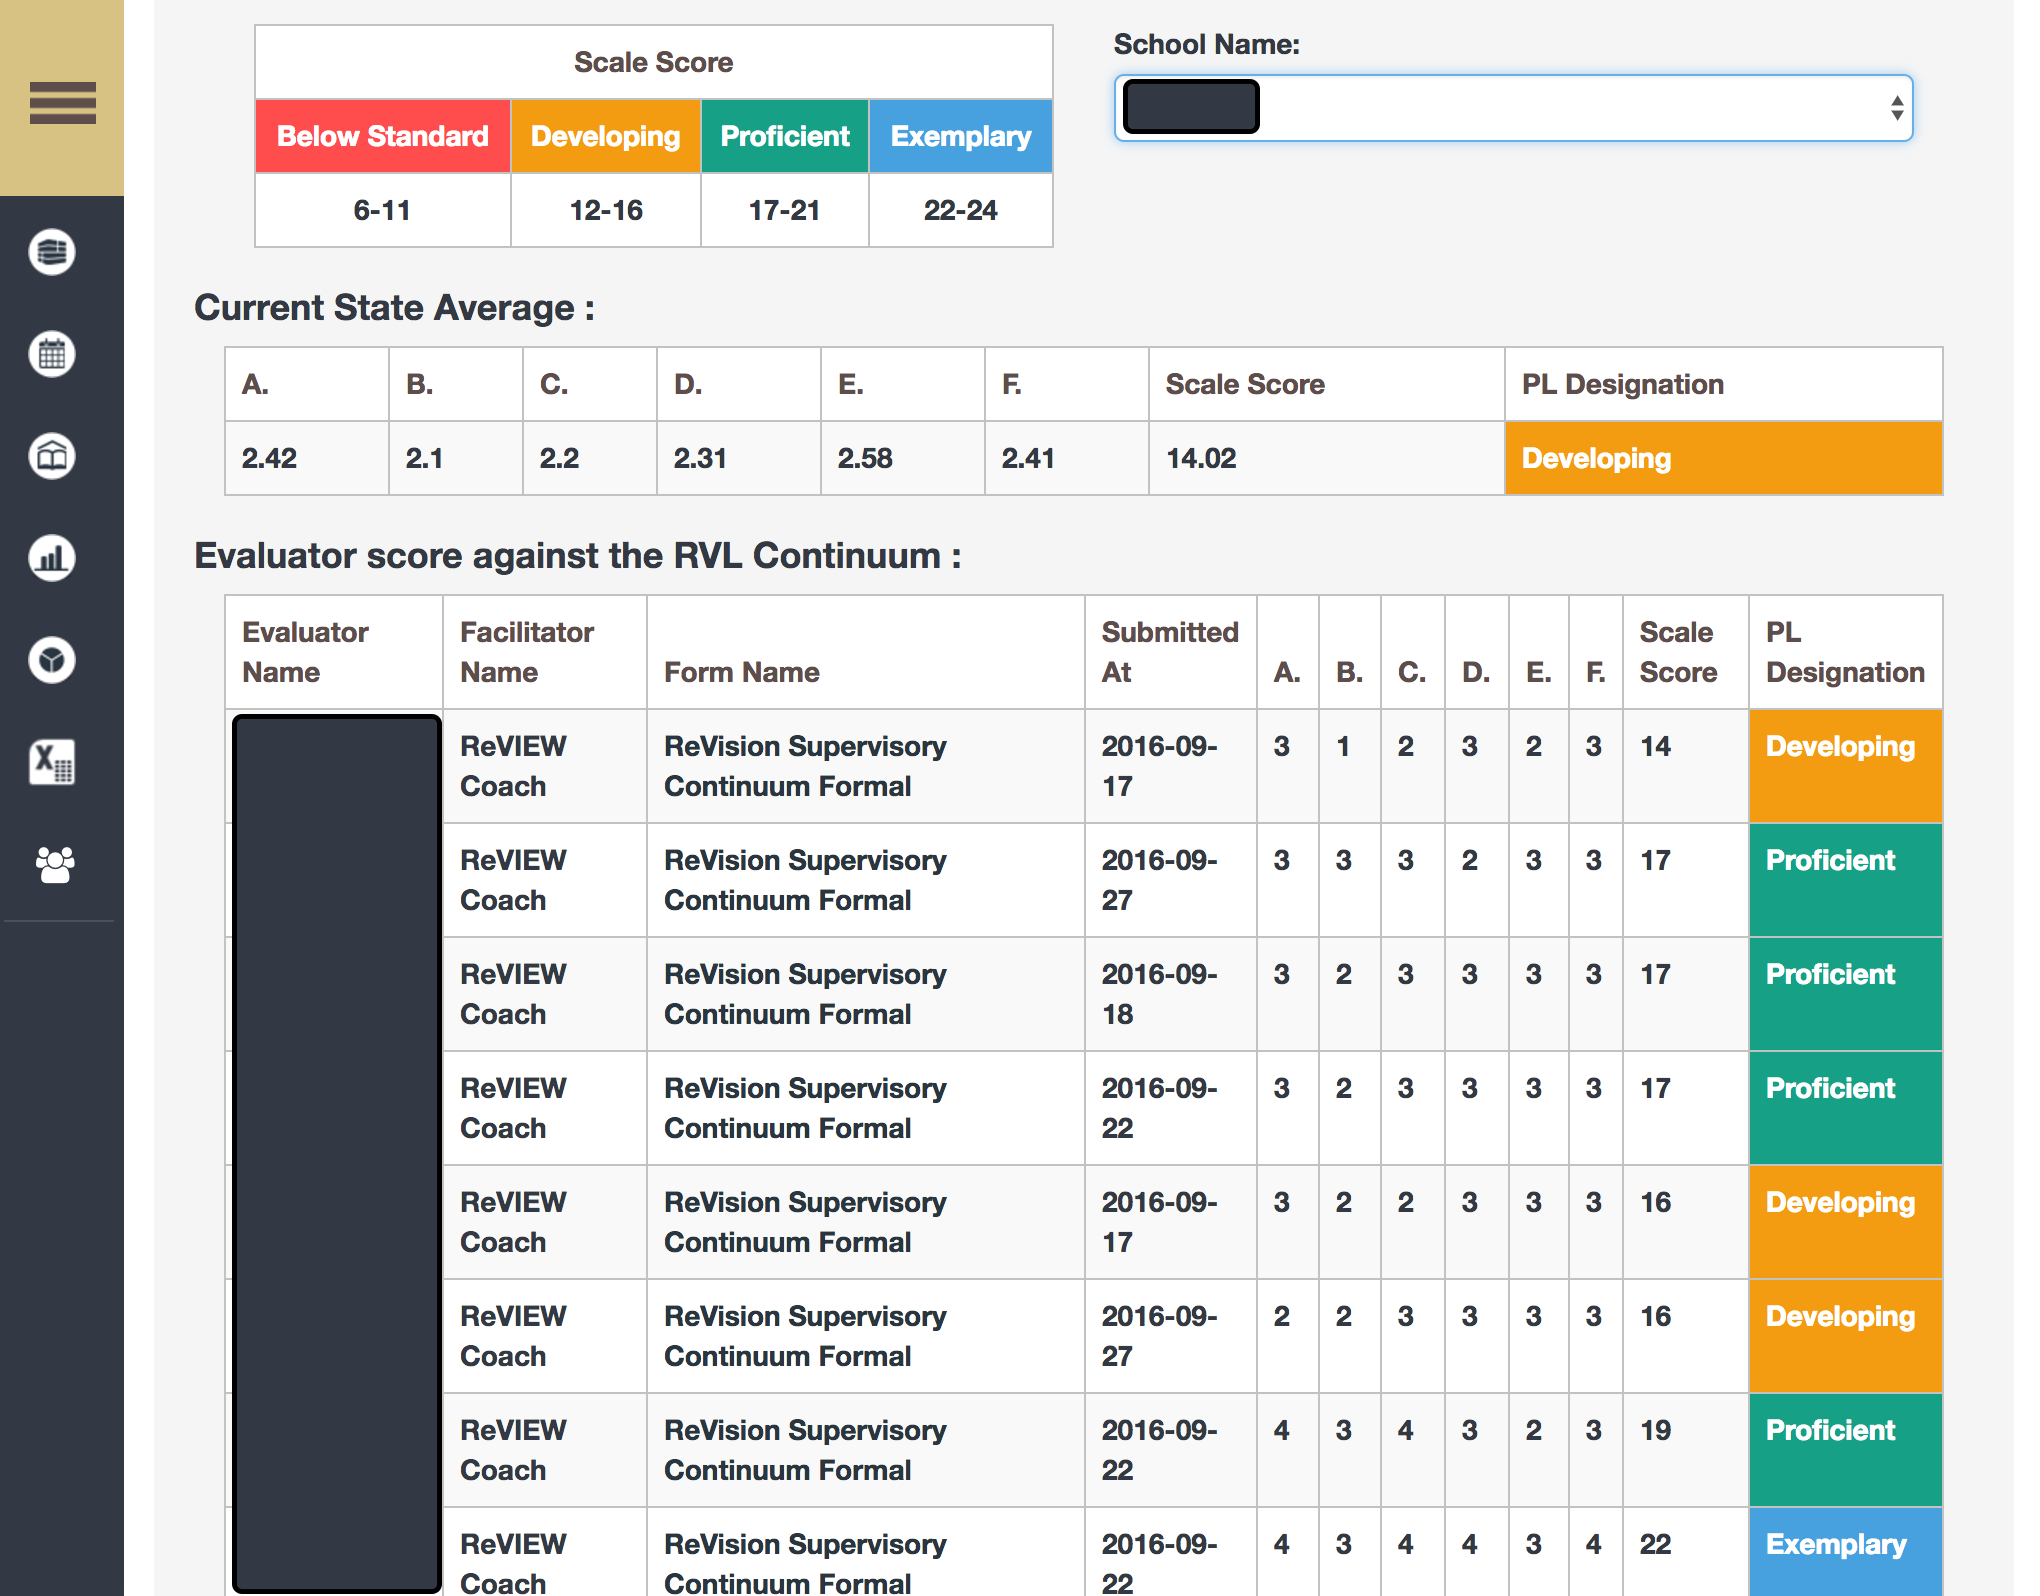 Scale Score
Below Standard Developing Proficient Exemplary
6-11 12-16 17-21 22-24
School Name:
Current State Average :
A. B. C. D. E. F. Scale Score PL Designation
2.42 2.1 2.2 2.31 2.58 2.41 14.02 Developing
Evaluator score against the RVL Continuum :
Evaluator Facilitator Submitted Scale PL
Name Name Form Name At A. B. C. D. E. F. Score Designation
ReVIEW ReVision Supervisory 2016-09- 3 1 2 3 2 3 14 Developing
Coach Continuum Formal 17
ReVIEW ReVision Supervisory 2016-09- 3 3 3 2 3 3 17 Proficient
Coach Continuum Formal 27
ReVIEW ReVision Supervisory 2016-09- 3 2 3 3 3 3 17 Proficient
Coach Continuum Formal 18
ReVIEW ReVision Supervisory 2016-09- 3 2 3 3 3 3 17 Proficient
Coach Continuum Formal 22
ReVIEW ReVision Supervisory 2016-09- 3 2 2 3 3 3 16 Developing
Coach Continuum Formal 17
ReVIEW ReVision Supervisory 2016-09- 2 2 3 3 3 3 16 Developing
Coach Continuum Formal 27
ReVIEW ReVision Supervisory 2016-09- 4 3 4 3 2 3 19 Proficient
Coach Continuum Formal 22
ReVIEW ReVision Supervisory 2016-09- 4 3 4 4 3 4 22 Exemplary
Coach Continuum Formal 22